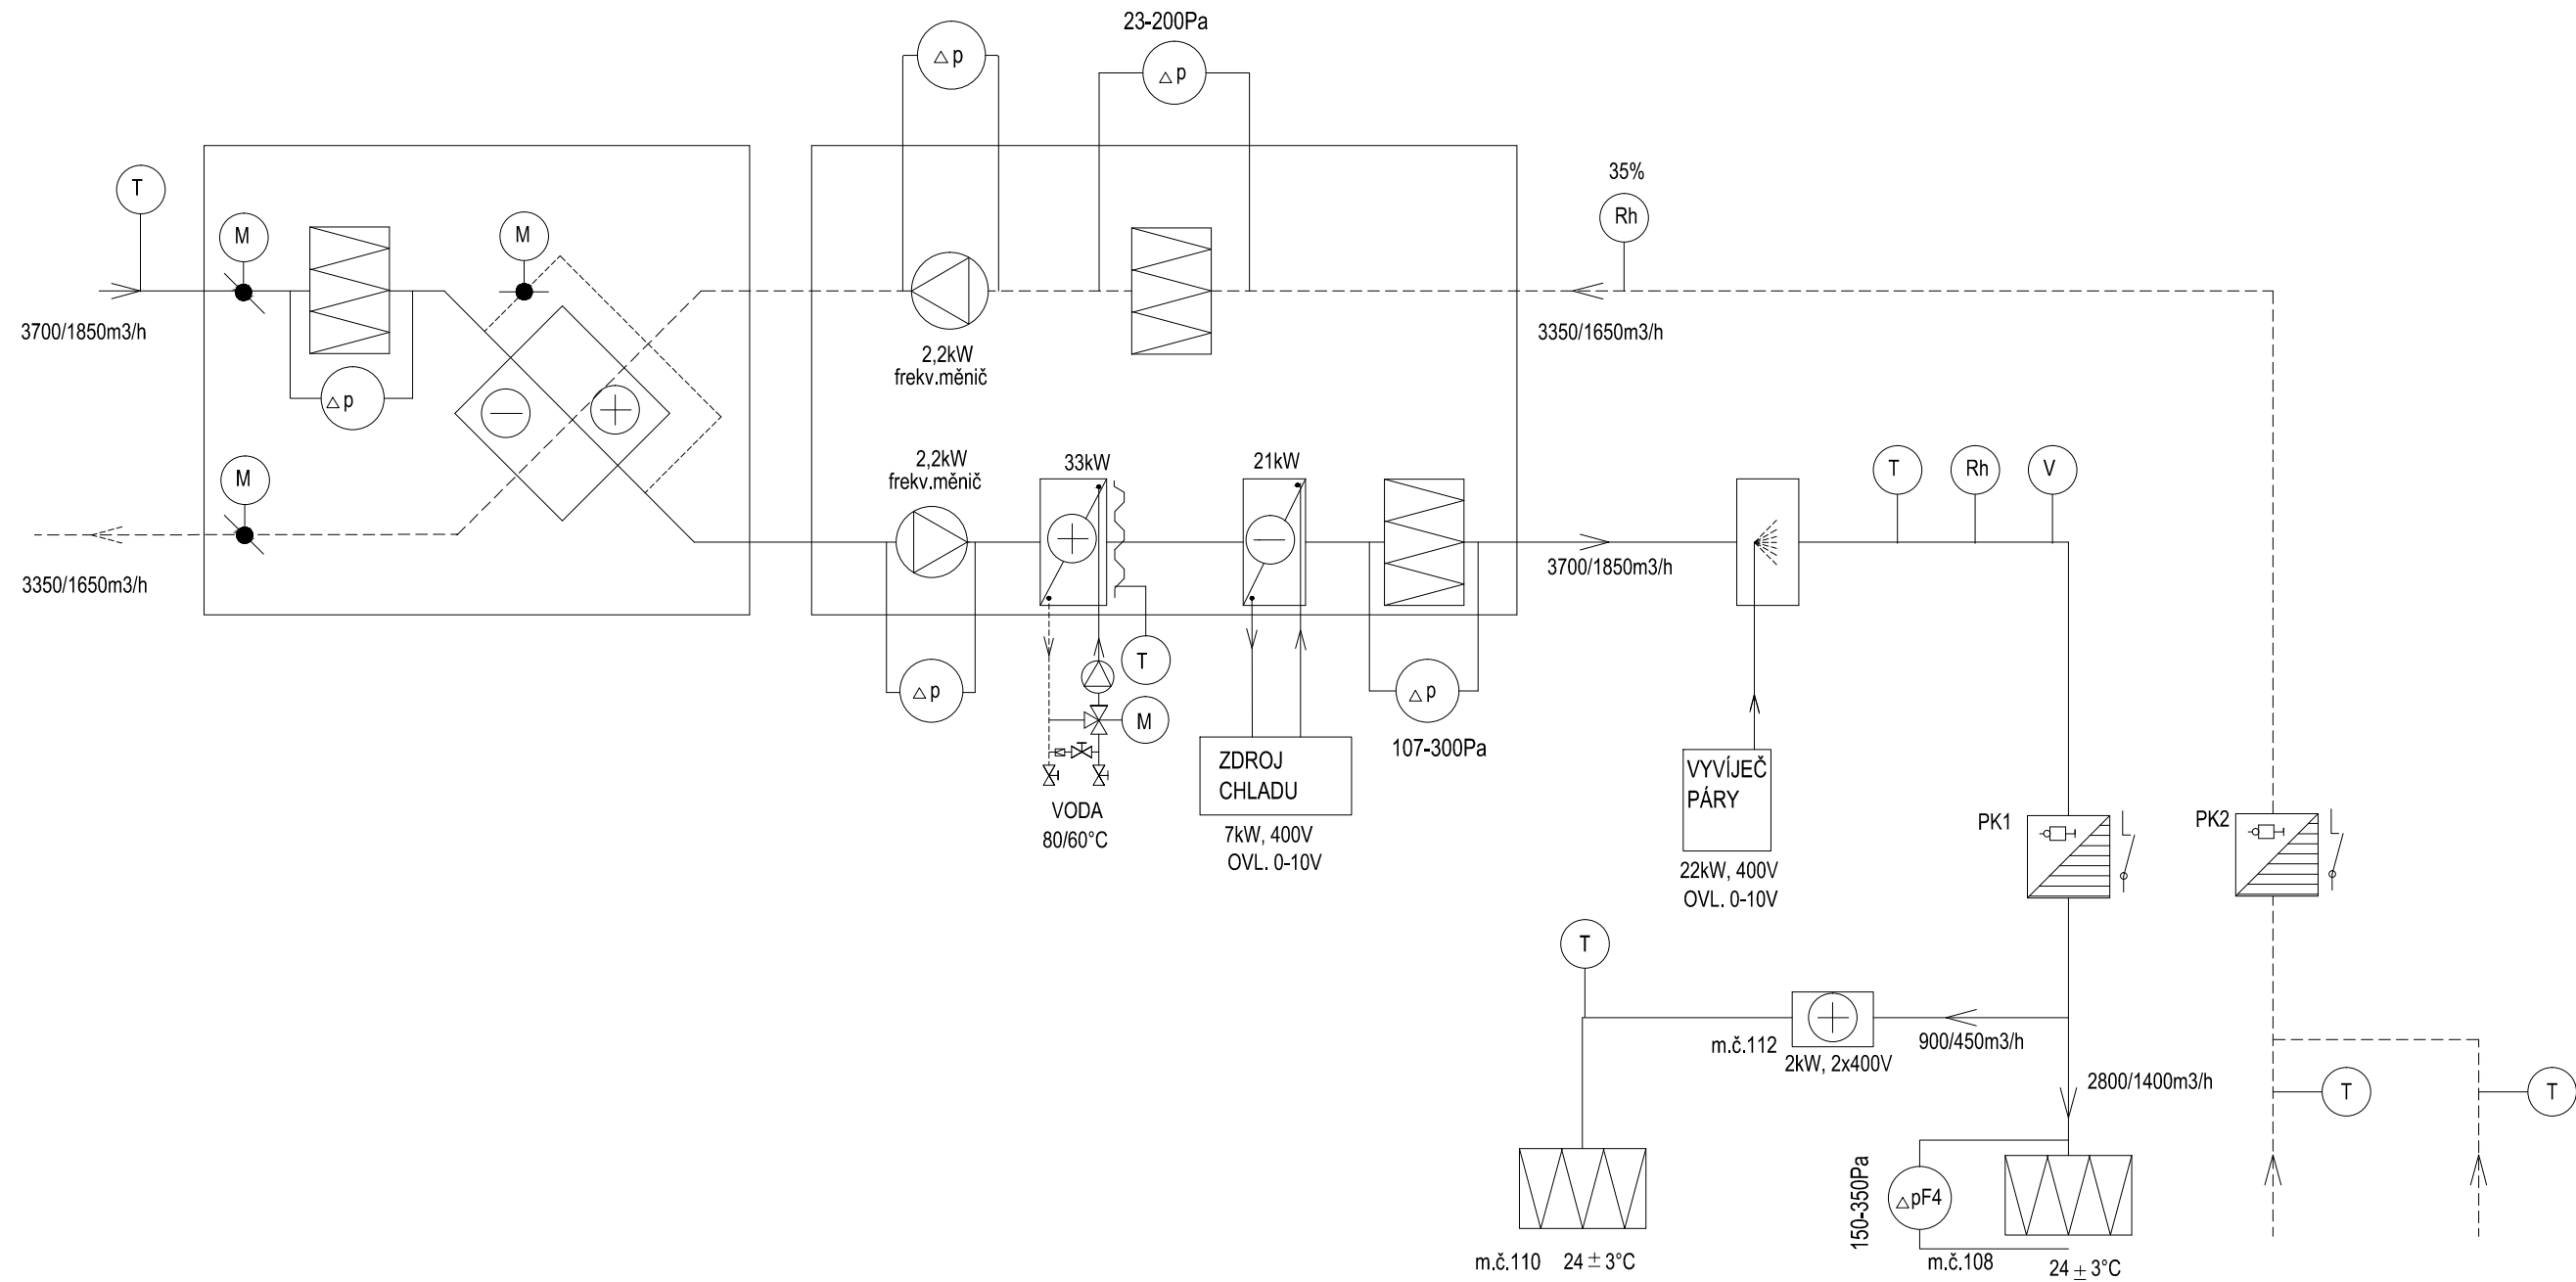 23-200Pa
△p
△p
35%
T
M
M
Rh
3700/1850m3/h
3350/1650m3/h
2,2kW
frekv.měnič
△p
2,2kW
frekv.měnič
33kW
21kW
M
T
Rh
V
3700/1850m3/h
3350/1650m3/h
T
△p
M
△p
107-300Pa
ZDROJ
CHLADU
VYVÍJEČ
PÁRY
VODA
80/60°C
7kW, 400V
OVL. 0-10V
22kW, 400V
OVL. 0-10V
PK1
PK2
T
m.č.112
2kW, 2x400V
900/450m3/h
2800/1400m3/h
T
T
150-350Pa
△pF4
m.č.110 24 ± 3°C
m.č.108 24 ± 3°C